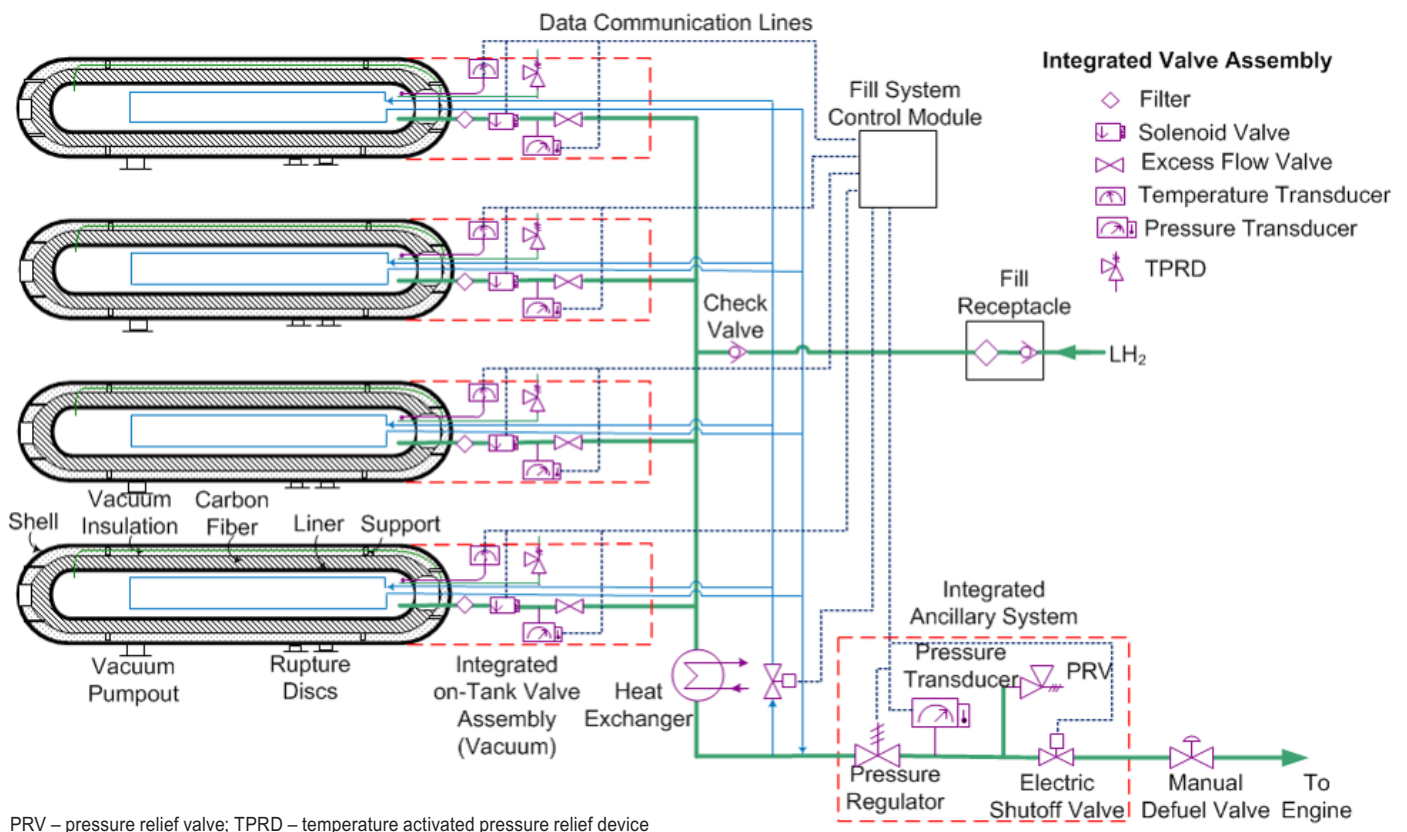 Data Communication Lines
Integrated Valve Assembly
Filter
Solenoid Valve
Excess Flow Valve
Temperature Transducer
Pressure Transducer
TPRD
Fill System
Control Module
Check
Valve
Fill
Receptacle
LH₂
Shell
Vacuum
Insulation
Carbon
Fiber
Liner
Support
Vacuum
Pumpout
Rupture
Discs
Integrated
on-Tank Valve
Assembly
(Vacuum)
Heat
Exchanger
Integrated
Ancillary System
Pressure
Transducer
PRV
Pressure
Regulator
Electric
Shutoff Valve
Manual
Defuel Valve
To
Engine
PRV – pressure relief valve; TPRD – temperature activated pressure relief device